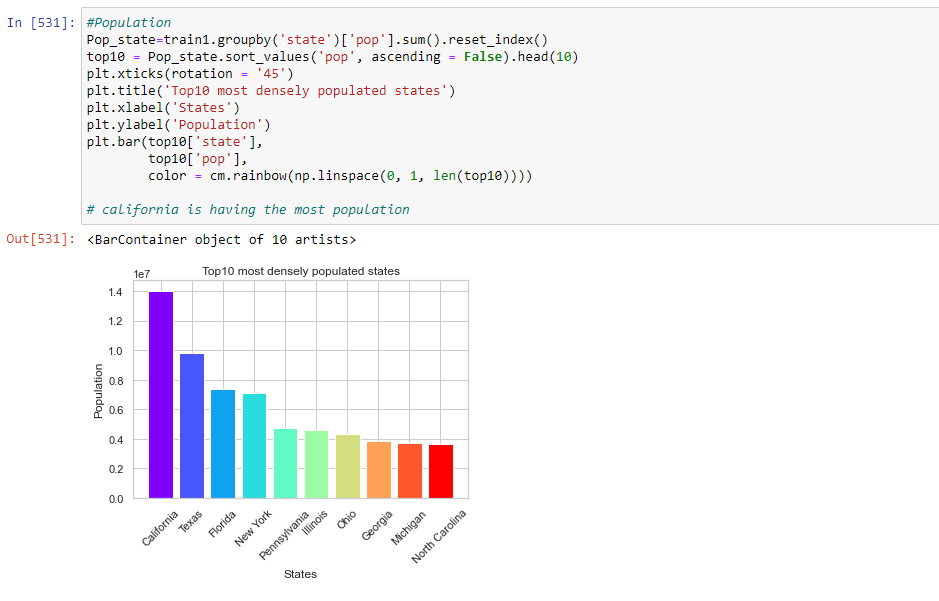 In [531]: #Population
Pop_state=train1.groupby('state')['pop'].sum().reset_index()
top10 = Pop_state.sort_values('pop', ascending = False).head(10)
plt.xticks(rotation = '45')
plt.title('Top10 most densely populated states')
plt.xlabel('States')
plt.ylabel('Population')
plt.bar(top10['state'],
        top10['pop'],
        color = cm.rainbow(np.linspace(0, 1, len(top10))))
# california is having the most population
Out[531]: <BarContainer object of 10 artists>
Top10 most densely populated states
1e7
1.4
1.2
1.0
0.8
0.6
0.4
0.2
0.0
Population
California
Texas
Florida
New York
Pennsylvania
Illinois
Ohio
Georgia
Michigan
North Carolina
States